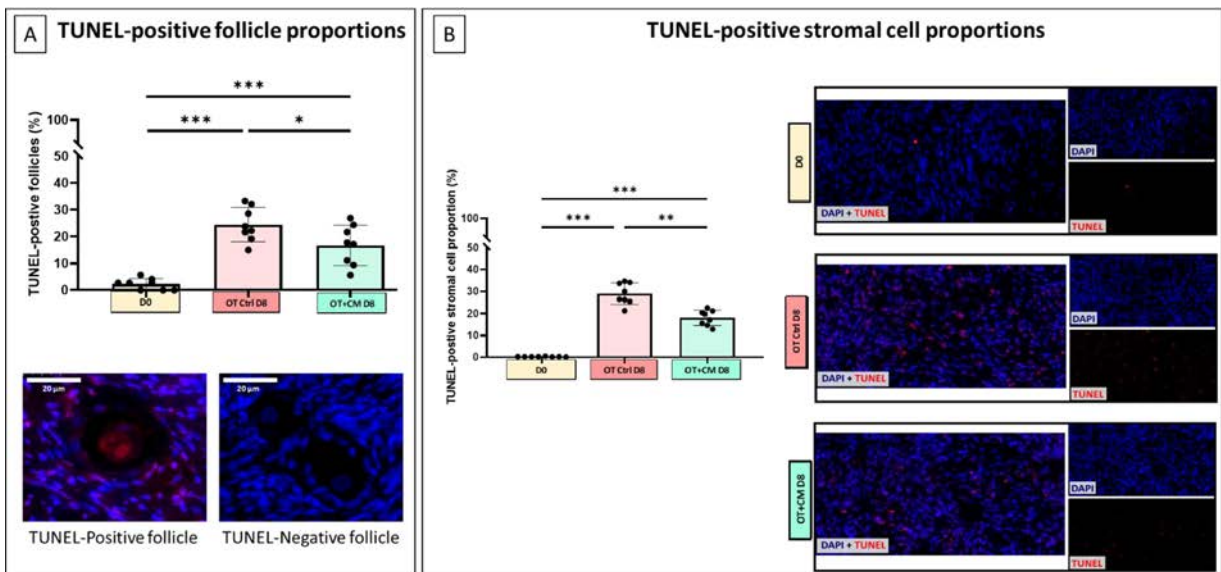 A
TUNEL-positive follicle proportions
***
***
*
TUNEL-postive follicles (%)
100
50
40
30
20
10
0
D0
OT Ctrl D8
OT+CM D8
20 µm
20 µm
TUNEL-Positive follicle
TUNEL-Negative follicle
B
TUNEL-positive stromal cell proportions
***
***
**
TUNEL-postive stromal cell proportion (%)
100
50
40
30
20
10
0
D0
OT Ctrl D8
OT+CM D8
D0
DAPI + TUNEL
DAPI
TUNEL
OT Ctrl D8
DAPI + TUNEL
DAPI
TUNEL
OT+CM D8
DAPI + TUNEL
DAPI
TUNEL